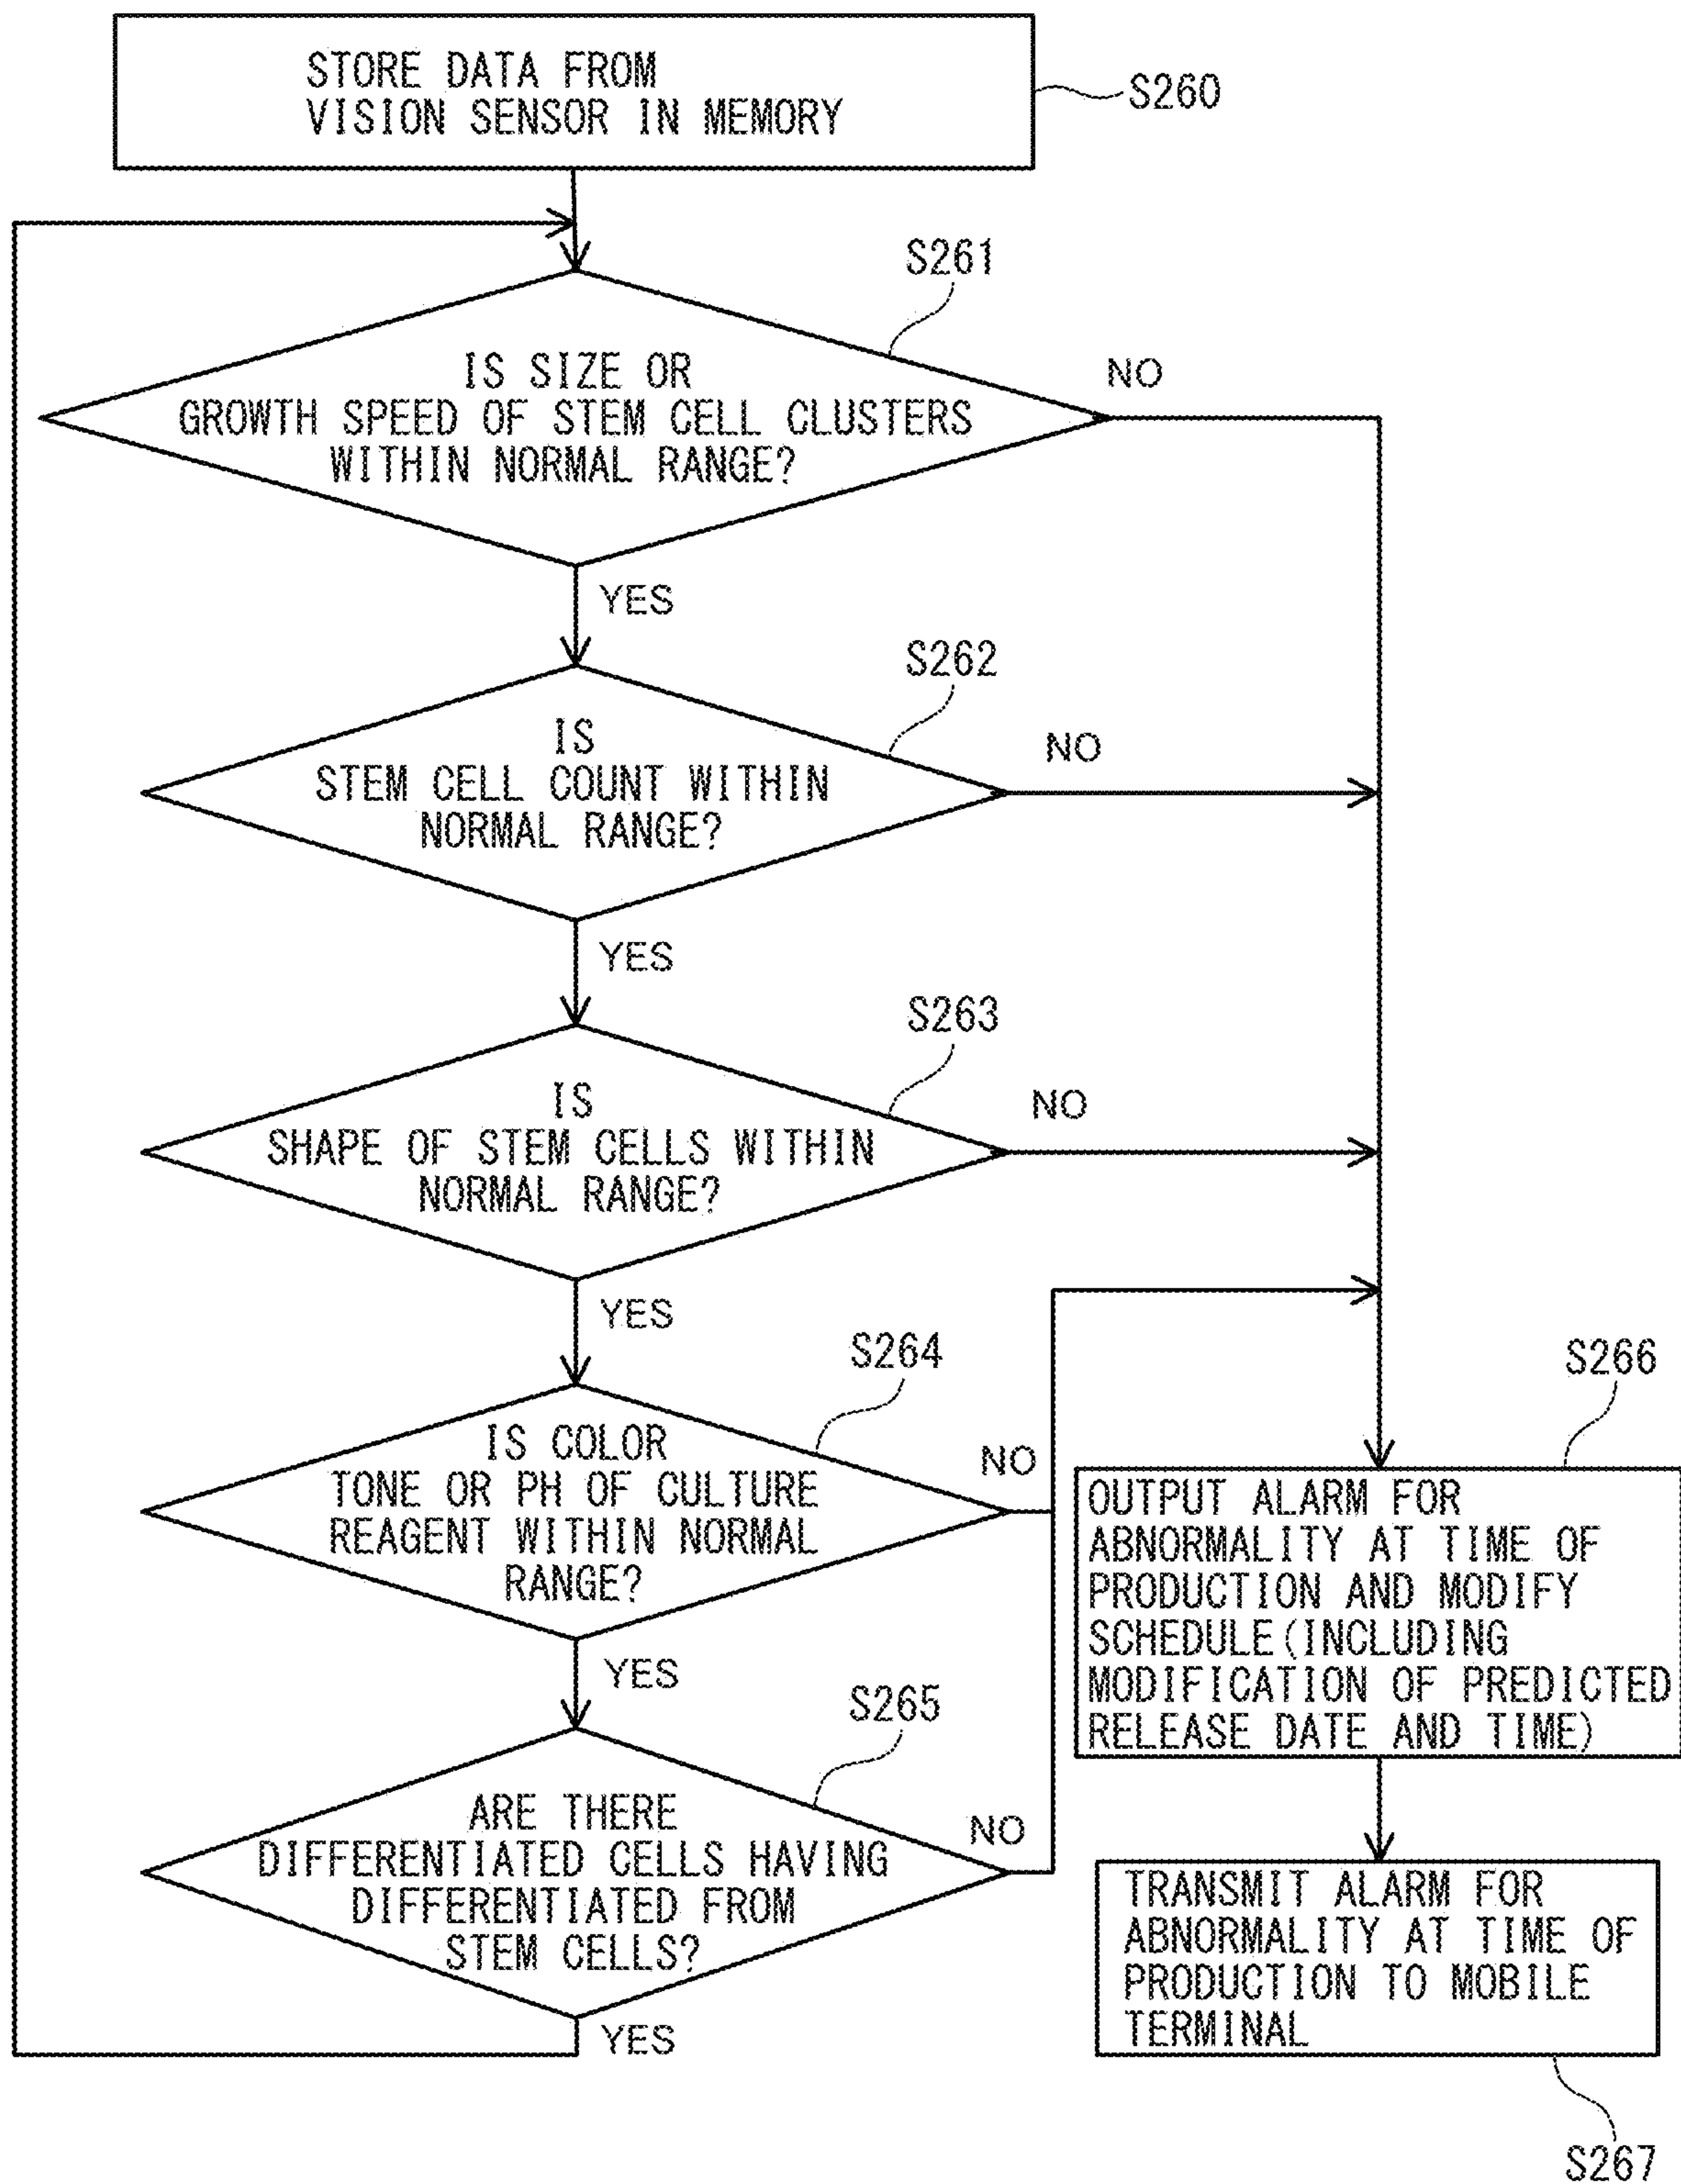 STORE DATA FROM
VISION SENSOR IN MEMORY
S260
S261
IS SIZE OR
GROWTH SPEED OF STEM CELL CLUSTERS
WITHIN NORMAL RANGE?
NO
YES
S262
IS
STEM CELL COUNT WITHIN
NORMAL RANGE?
NO
YES
S263
IS
SHAPE OF STEM CELLS WITHIN
NORMAL RANGE?
NO
YES
S264
IS COLOR
TONE OR PH OF CULTURE
REAGENT WITHIN NORMAL
RANGE?
NO
YES
S265
ARE THERE
DIFFERENTIATED CELLS HAVING
DIFFERENTIATED FROM
STEM CELLS?
NO
YES
S266
OUTPUT ALARM FOR
ABNORMALITY AT TIME OF
PRODUCTION AND MODIFY
SCHEDULE(INCLUDING
MODIFICATION OF PREDICTED
RELEASE DATE AND TIME)
TRANSMIT ALARM FOR
ABNORMALITY AT TIME OF
PRODUCTION TO MOBILE
TERMINAL
S267